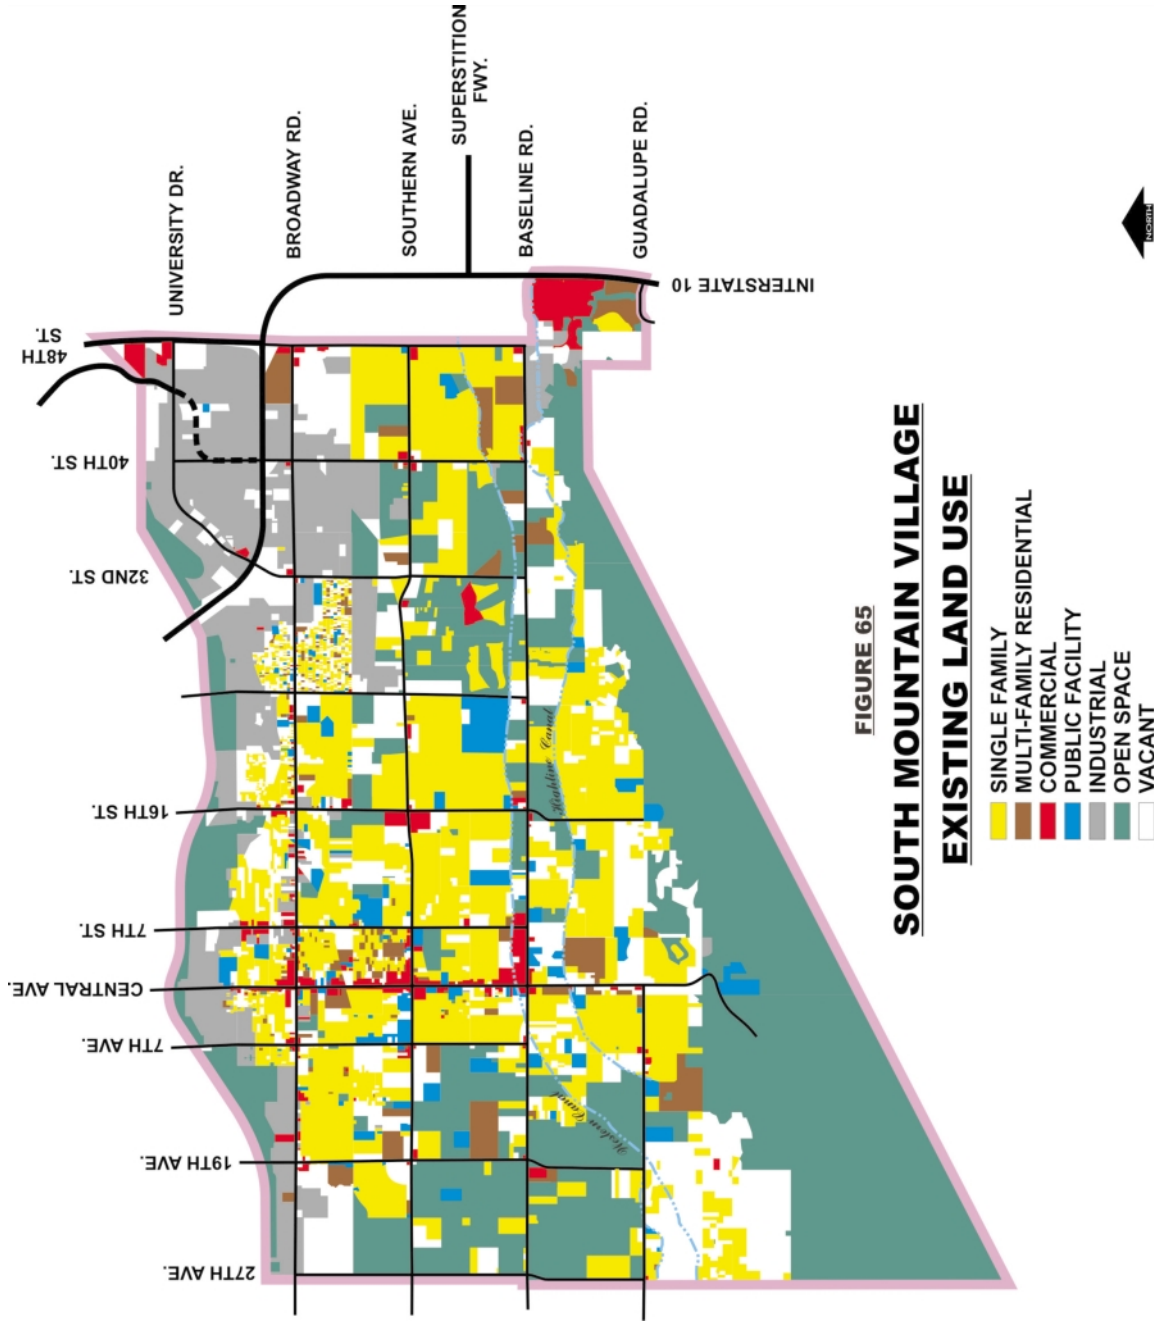 SUPERSTITION
FWY.
SOUTHERN AVE.
BROADWAY RD.
BASELINE RD.
GUADALUPE RD.
UNIVERSITY DR.
INTERSTATE 10
48TH
ST.
40TH ST.
32ND ST.
16TH ST.
7TH ST.
CENTRAL AVE
7TH AVE.
19TH AVE.
27TH AVE.
Highline Canal
Western Canal
NORTH
FIGURE 65
SOUTH MOUNTAIN VILLAGE
EXISTING LAND USE
SINGLE FAMILY
MULTI-FAMILY RESIDENTIAL
COMMERCIAL
PUBLIC FACILITY
INDUSTRIAL
OPEN SPACE
VACANT